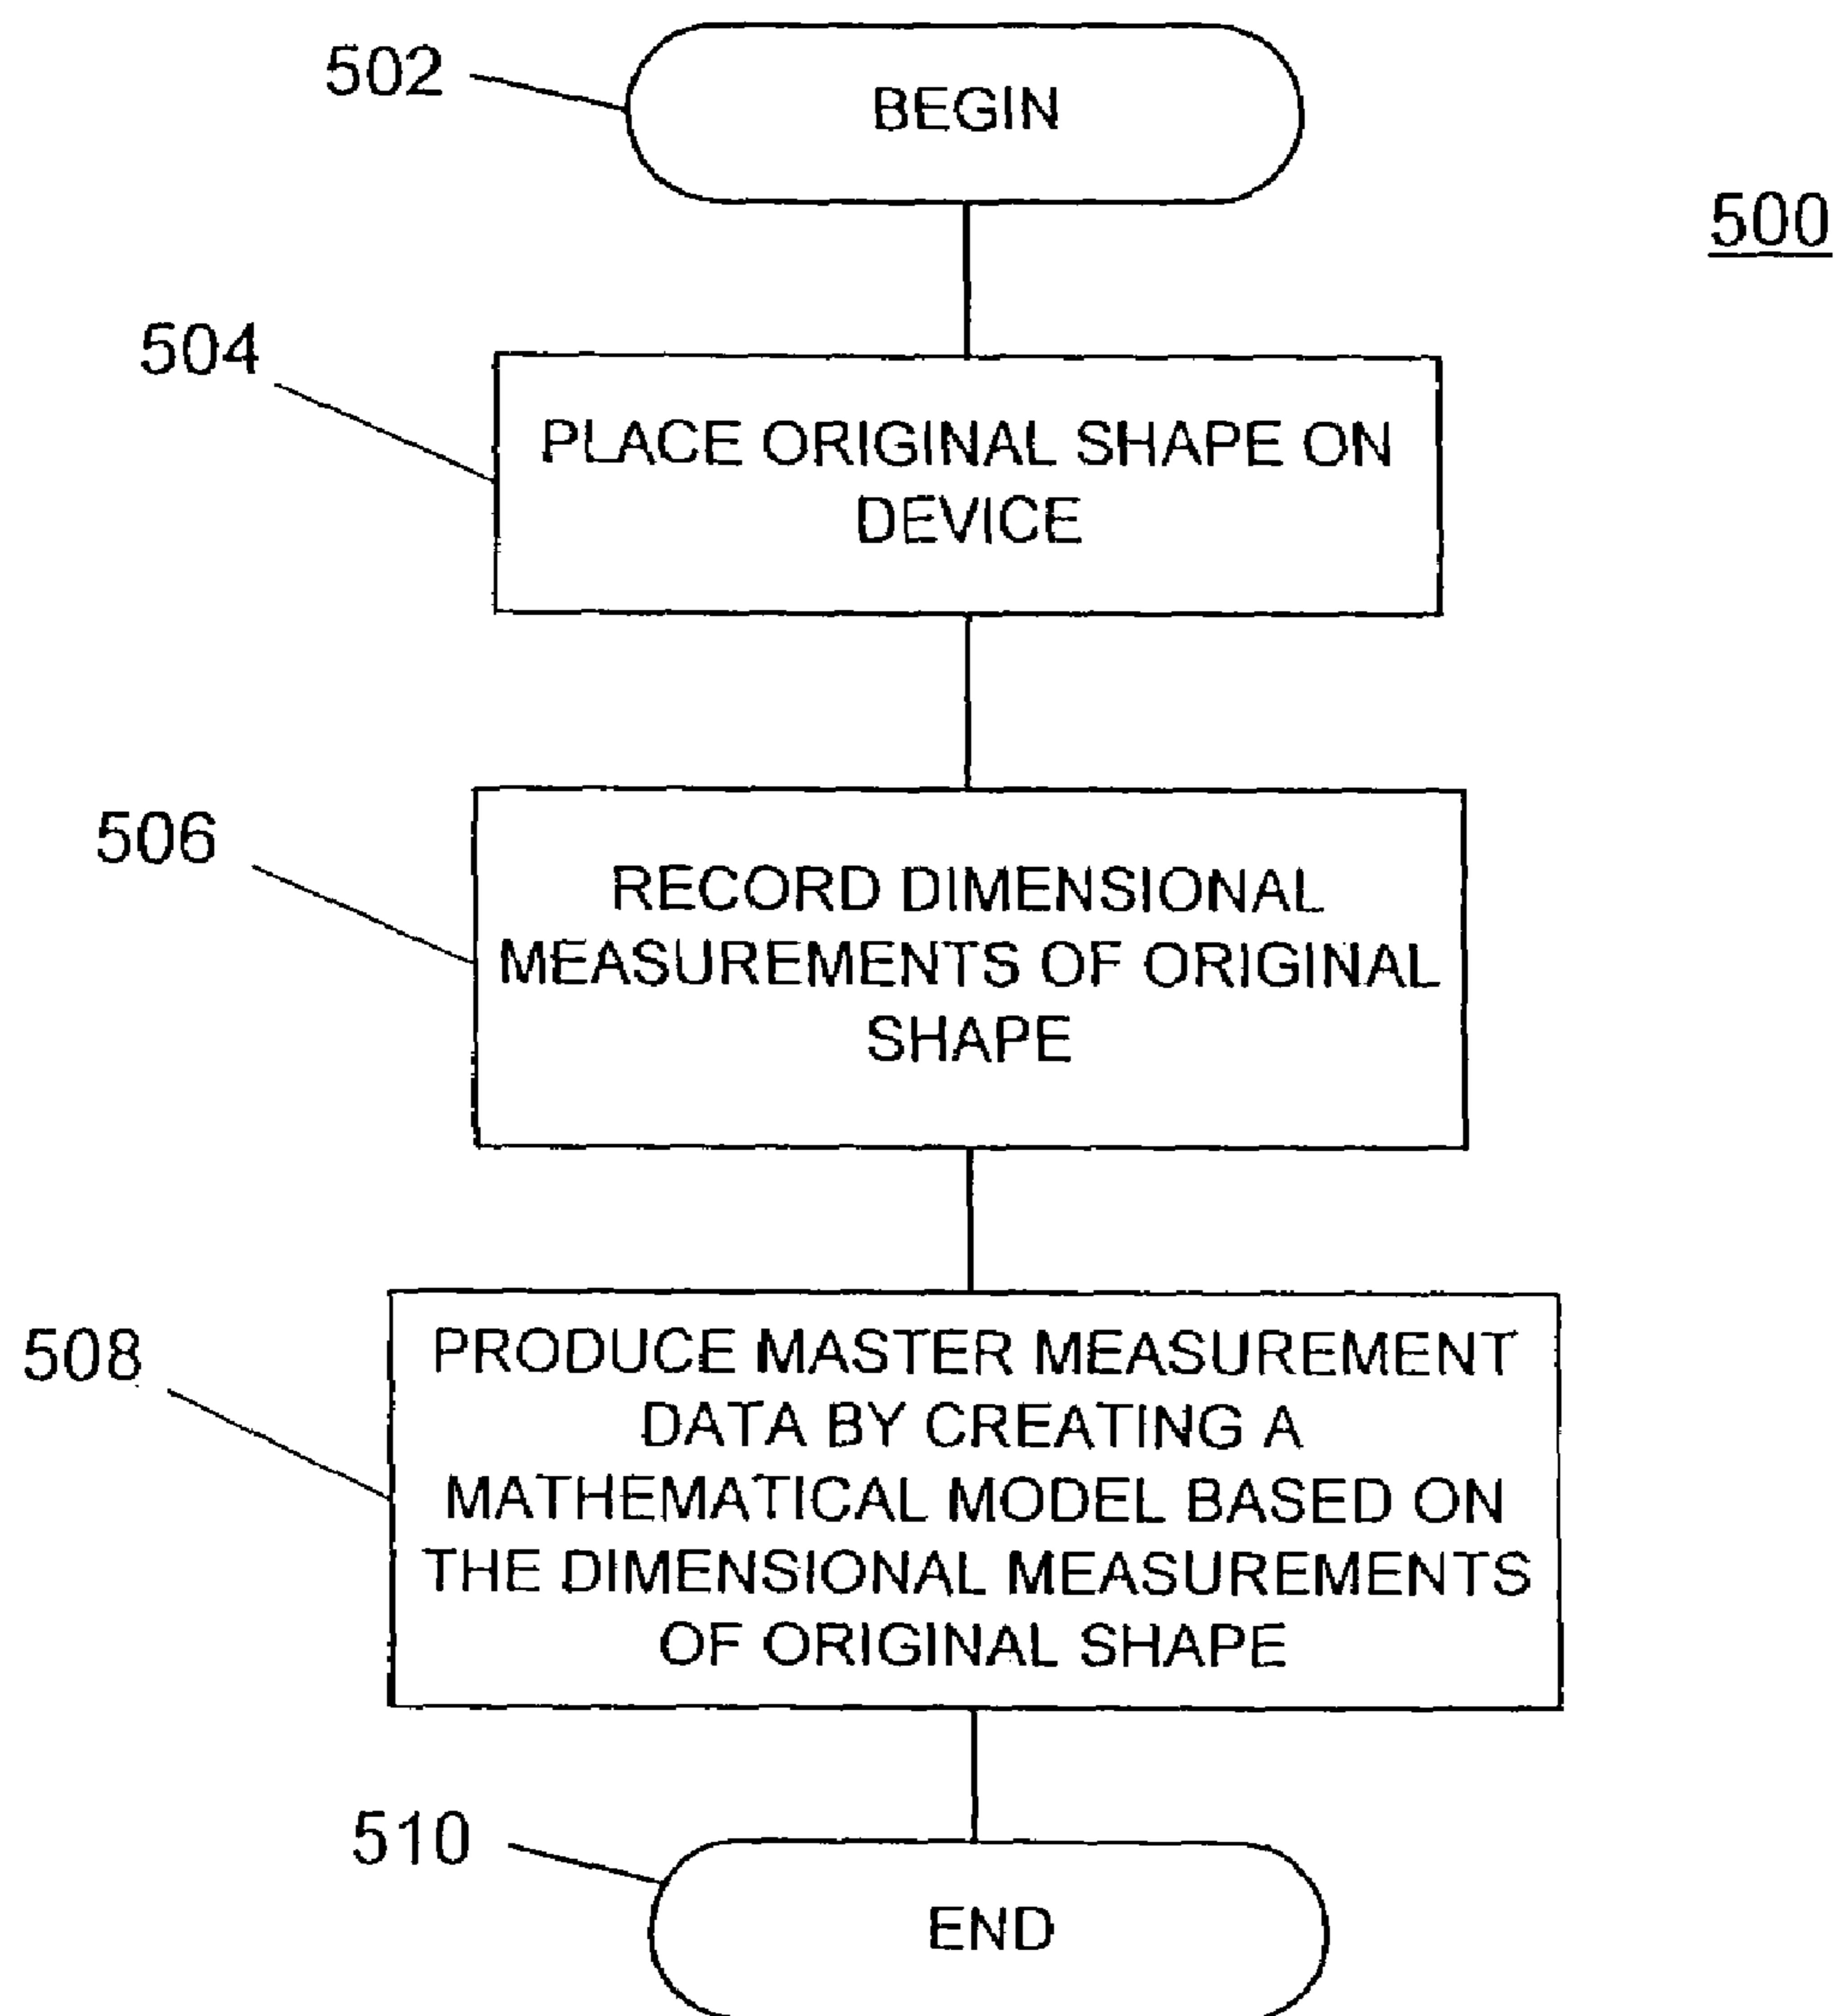 502
BEGIN
500
504
PLACE ORIGINAL SHAPE ON
DEVICE
506
RECORD DIMENSIONAL
MEASUREMENTS OF ORIGINAL
SHAPE
508
PRODUCE MASTER MEASUREMENT
DATA BY CREATING A
MATHEMATICAL MODEL BASED ON
THE DIMENSIONAL MEASUREMENTS
OF ORIGINAL SHAPE
510
END